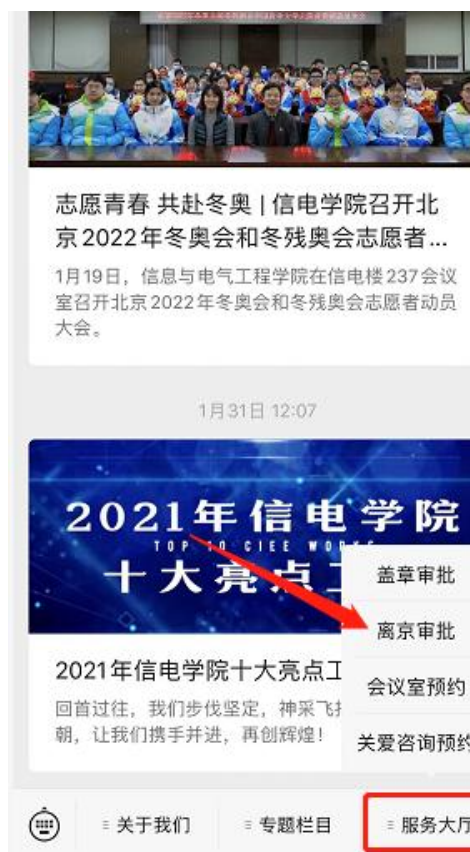 志愿青春 共赴冬奥 | 信电学院召开北
京2022年冬奥会和冬残奥会志愿者...
1月19日，信息与电气工程学院在信电楼237会议
室召开北京2022年冬奥会和冬残奥会志愿者动员
大会。
1月31日 12:07
2021年信电学院
TOP 10 CIEE WORKS
十大亮点工
盖章审批
离京审批
会议室预约
关爱咨询预约
2021年信电学院十大亮点工
回首过往，我们步伐坚定，神采飞扬
朝，让我们携手并进，再创辉煌！
关于我们
专题栏目
服务大厅